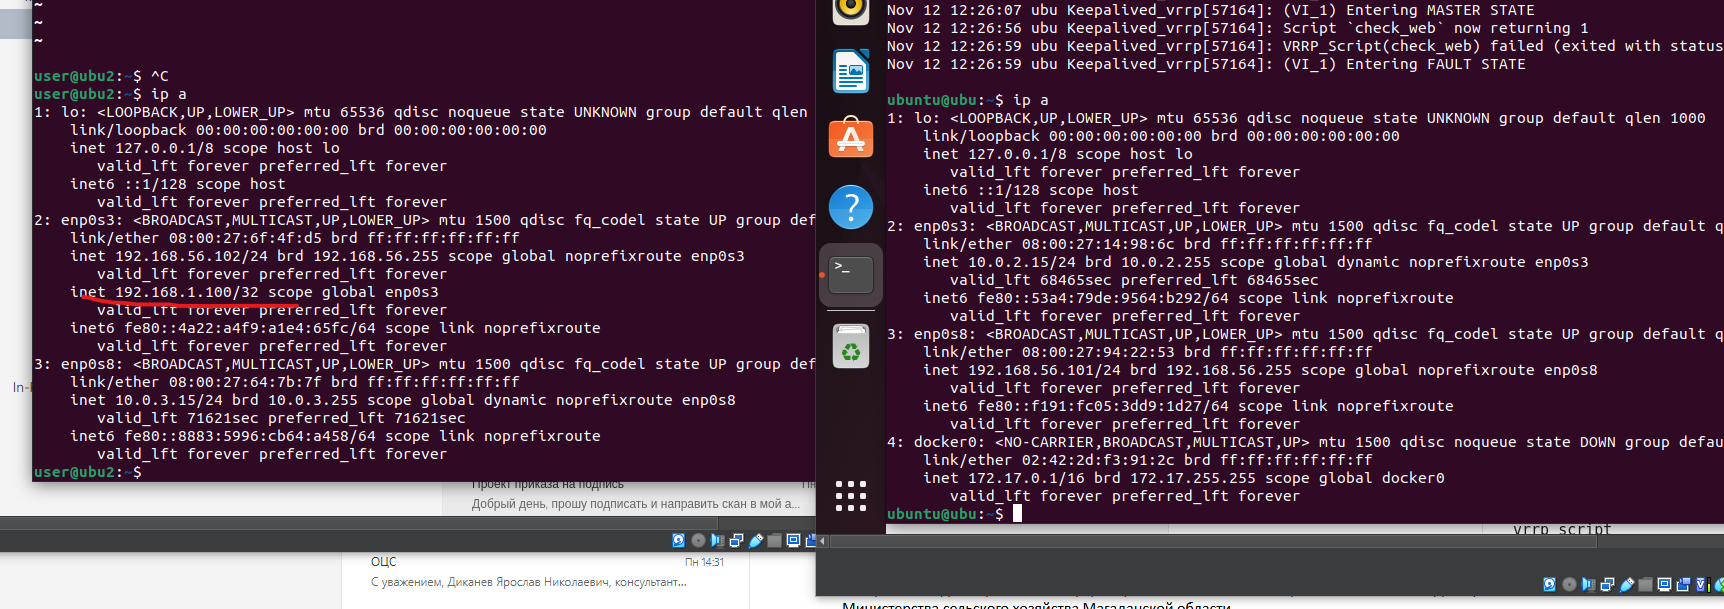 ~
~
~
user@ubu2:~$ ^C
user@ubu2:~$ ip a
1: lo: <LOOPBACK,UP,LOWER_UP> mtu 65536 qdisc noqueue state UNKNOWN group default qlen
link/loopback 00:00:00:00:00:00 brd 00:00:00:00:00:00
inet 127.0.0.1/8 scope host lo
valid_lft forever preferred_lft forever
inet6 ::1/128 scope host
valid_lft forever preferred_lft forever
2: enp0s3: <BROADCAST,MULTICAST,UP,LOWER_UP> mtu 1500 qdisc fq_codel state UP group def
link/ether 08:00:27:6f:4f:d5 brd ff:ff:ff:ff:ff:ff
inet 192.168.56.102/24 brd 192.168.56.255 scope global noprefixroute enp0s3
valid_lft forever preferred_lft forever
inet 192.168.1.100/32 scope global enp0s3
valid_lft forever preferred_lft forever
inet6 fe80::4a22:a4f9:a1e4:65fc/64 scope link noprefixroute
valid_lft forever preferred_lft forever
3: enp0s8: <BROADCAST,MULTICAST,UP,LOWER_UP> mtu 1500 qdisc fq_codel state UP group def
link/ether 08:00:27:64:7b:7f brd ff:ff:ff:ff:ff:ff
inet 10.0.3.15/24 brd 10.0.3.255 scope global dynamic noprefixroute enp0s8
valid_lft 71621sec preferred_lft 71621sec
inet6 fe80::8883:5996:cb64:a458/64 scope link noprefixroute
valid_lft forever preferred_lft forever
user@ubu2:~$
In-
Проект приказа на подпись Пн
Добрый день, прошу подписать и направить скан в мой а...
ОЦС Пн 14:31
С уважением, Диканев Ярослав Николаевич, консультант...
Nov 12 12:26:07 ubu Keepalived_vrrp[57164]: (VI_1) Entering MASTER STATE
Nov 12 12:26:56 ubu Keepalived_vrrp[57164]: Script `check_web` now returning 1
Nov 12 12:26:59 ubu Keepalived_vrrp[57164]: VRRP_Script(check_web) failed (exited with status
Nov 12 12:26:59 ubu Keepalived_vrrp[57164]: (VI_1) Entering FAULT STATE
ubuntu@ubu:~$ ip a
1: lo: <LOOPBACK,UP,LOWER_UP> mtu 65536 qdisc noqueue state UNKNOWN group default qlen 1000
link/loopback 00:00:00:00:00:00 brd 00:00:00:00:00:00
inet 127.0.0.1/8 scope host lo
valid_lft forever preferred_lft forever
inet6 ::1/128 scope host
valid_lft forever preferred_lft forever
2: enp0s3: <BROADCAST,MULTICAST,UP,LOWER_UP> mtu 1500 qdisc fq_codel state UP group default q
link/ether 08:00:27:14:98:6c brd ff:ff:ff:ff:ff:ff
inet 10.0.2.15/24 brd 10.0.2.255 scope global dynamic noprefixroute enp0s3
valid_lft 68465sec preferred_lft 68465sec
inet6 fe80::53a4:79de:9564:b292/64 scope link noprefixroute
valid_lft forever preferred_lft forever
3: enp0s8: <BROADCAST,MULTICAST,UP,LOWER_UP> mtu 1500 qdisc fq_codel state UP group default q
link/ether 08:00:27:94:22:53 brd ff:ff:ff:ff:ff:ff
inet 192.168.56.101/24 brd 192.168.56.255 scope global noprefixroute enp0s8
valid_lft forever preferred_lft forever
inet6 fe80::f191:fc05:3dd9:1d27/64 scope link noprefixroute
valid_lft forever preferred_lft forever
4: docker0: <NO-CARRIER,BROADCAST,MULTICAST,UP> mtu 1500 qdisc noqueue state DOWN group defau
link/ether 02:42:2d:f3:91:2c brd ff:ff:ff:ff:ff:ff
inet 172.17.0.1/16 brd 172.17.255.255 scope global docker0
valid_lft forever preferred_lft forever
ubuntu@ubu:~$
vrrp_script
Министерства сельского хозяйства Магаданской области